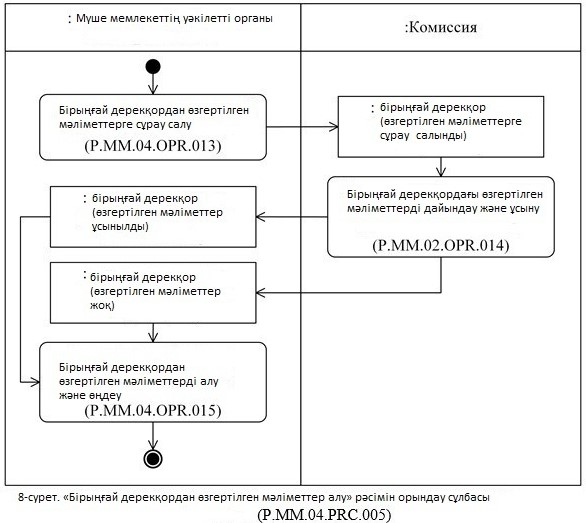 : Мүше мемлекеттің уәкілетті органы
:Комиссия
Бірыңғай дерекқордан өзгертілген
мәліметтерге сұрау салу
(P.MM.04.OPR.013)
: бірыңғай дерекқор
(өзгертілген мәліметтерге
сұрау салынды)
: бірыңғай дерекқор
(өзгертілген мәліметтер
ұсынылды)
Бірыңғай дерекқордағы өзгертілген
мәліметтерді дайындау және ұсыну
(P.MM.02.OPR.014)
: бірыңғай дерекқор
(өзгертілген мәліметтер
жоқ)
Бірыңғай дерекқордан
өзгертілген мәліметтерді алу
және өңдеу
(P.MM.04.OPR.015)
8-сурет. «Бірыңғай дерекқордан өзгертілген мәліметтер алу» рәсімін орындау сұлбасы
(P.MM.04.PRC.005)